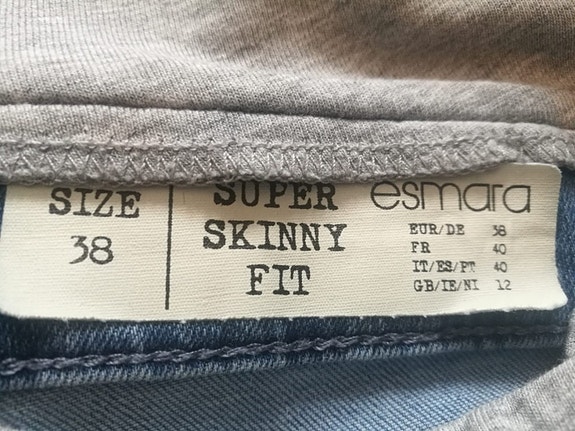 SIZE
38
SUPER
SKINNY
FIT
esmara
EUR/DE 38
FR 40
IT/ES/PT 40
GB/IE/NI 12